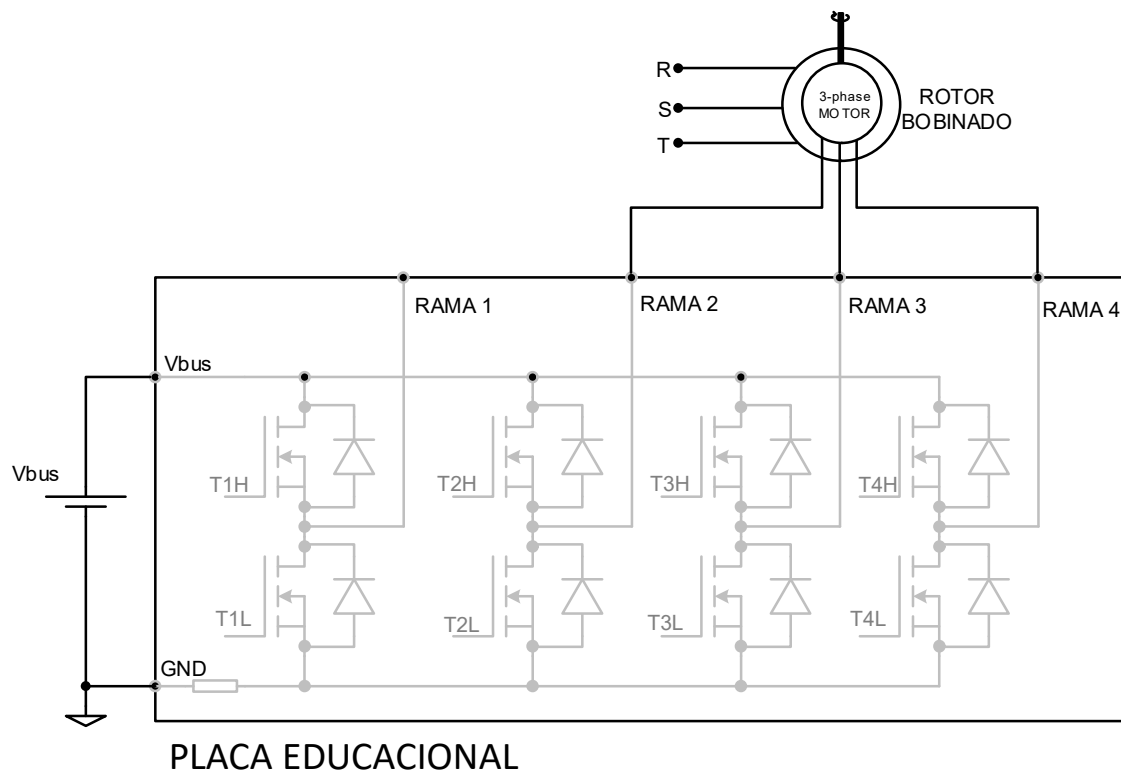 R
S
T
3-phase
MOTOR
ROTOR
BOBINADO
RAMA 1
RAMA 2
RAMA 3
RAMA 4
Vbus
Vbus
T1H
T2H
T3H
T4H
T1L
T2L
T3L
T4L
GND
PLACA EDUCACIONAL